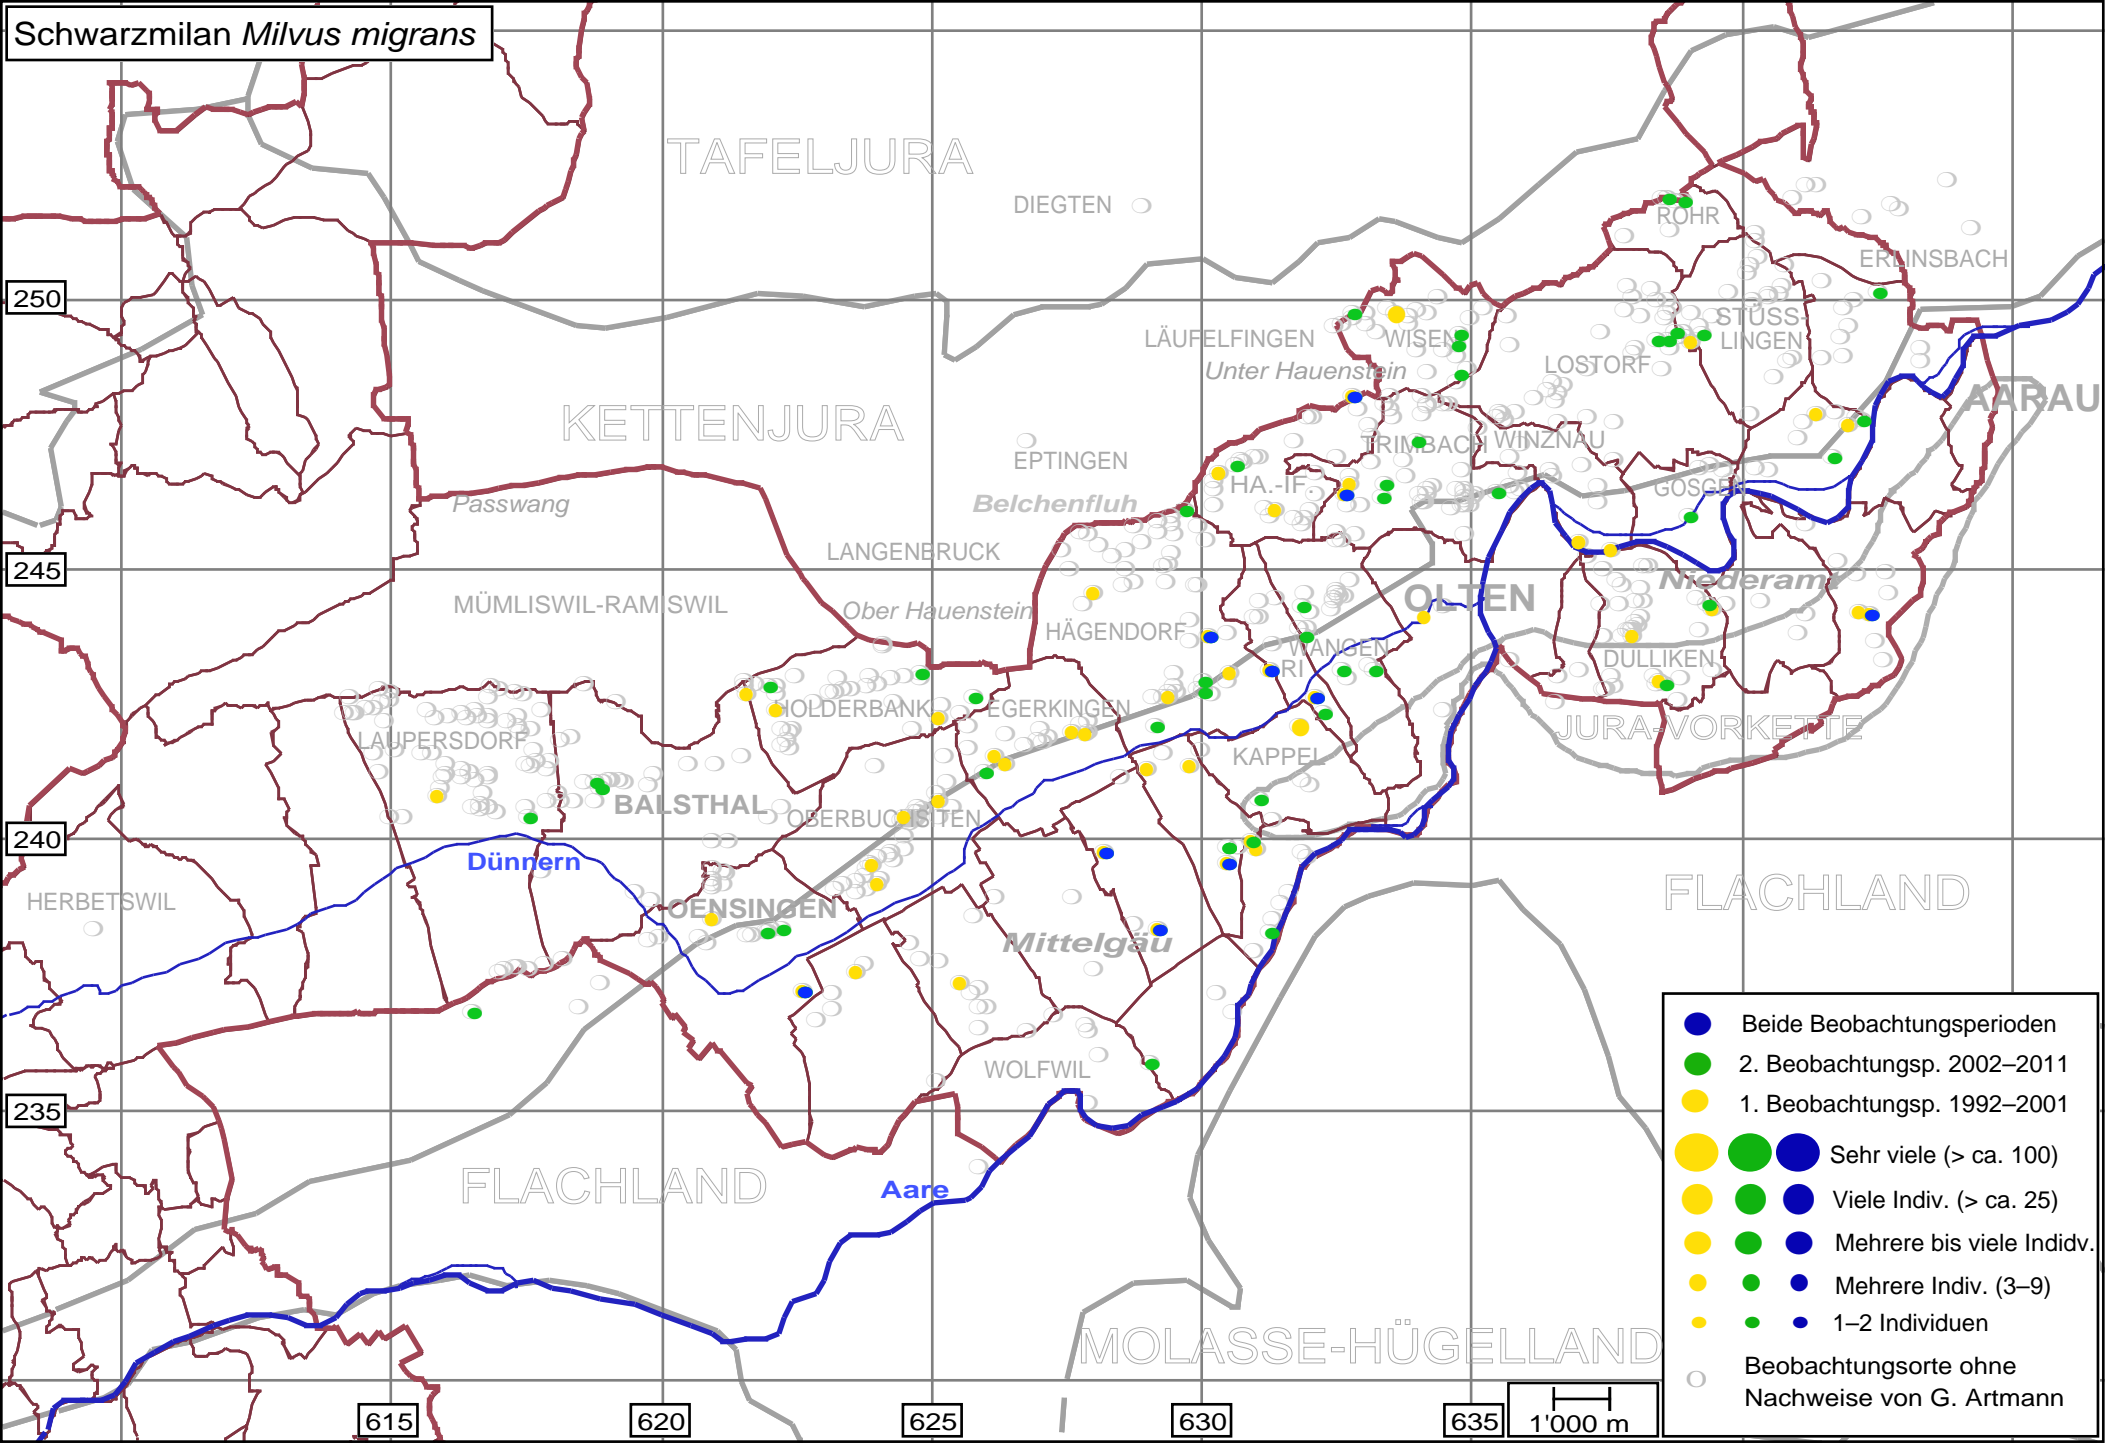 Schwarzmilan Milvus migrans
TAFELJURA
DIEGTEN
ROHR
ERLINSBACH
250
LÄUFELFINGEN
WISEN
STÜSS-
LINGEN
Unter Hauenstein
LOSTORF
AARAU
KETTENJURA
EPTINGEN
TRIMBACH
WINZNAU
HA.-IF.
GÖSGEN
Passwang
Belchenfluh
LANGENBRUCK
245
Niederamt
MÜMLISWIL-RAMISWIL
Ober Hauenstein
OLTEN
HÄGENDORF
WANGEN
RI
DULLIKEN
HOLDERBANK
EGERKINGEN
JURA-VORKETTE
LAUPERSDORF
KAPPEL
BALSTHAL
OBERBUCHSITEN
240
Dünnern
HERBETSWIL
OENSINGEN
FLACHLAND
Mittelgäu
WOLFWIL
235
FLACHLAND
Aare
MOLASSE-HÜGELLAND
615
620
625
630
635
1'000 m
Beide Beobachtungsperioden
2. Beobachtungsp. 2002–2011
1. Beobachtungsp. 1992–2001
Sehr viele (> ca. 100)
Viele Indiv. (> ca. 25)
Mehrere bis viele Indidv.
Mehrere Indiv. (3–9)
1–2 Individuen
Beobachtungsorte ohne
Nachweise von G. Artmann